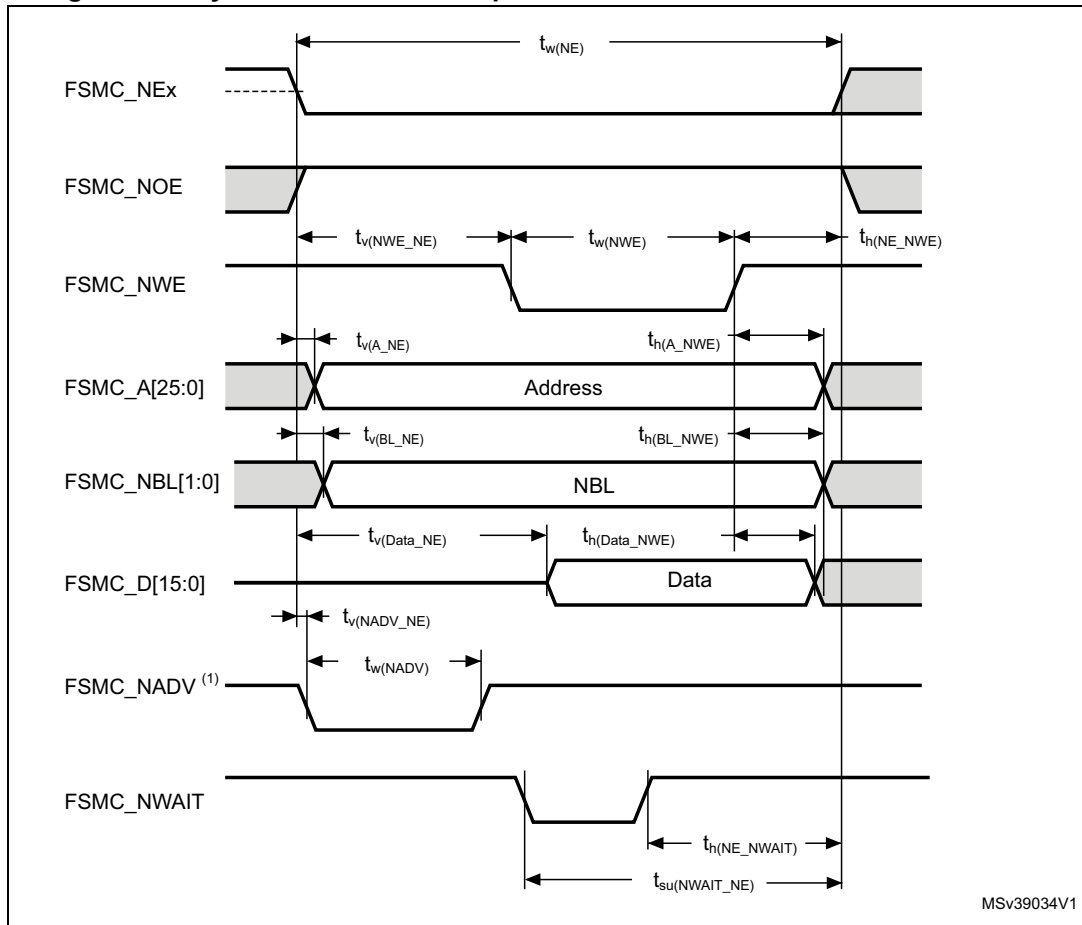 t_w(NE)
FSMC_NEx
FSMC_NOE
t_v(NWE_NE) t_w(NWE) t_h(NE_NWE)
FSMC_NWE
t_v(A_NE) t_h(A_NWE)
FSMC_A[25:0] Address
t_v(BL_NE) t_h(BL_NWE)
FSMC_NBL[1:0] NBL
t_v(Data_NE) t_h(Data_NWE)
FSMC_D[15:0] Data
t_v(NADV_NE)
t_w(NADV)
FSMC_NADV (1)
FSMC_NWAIT
t_h(NE_NWAIT)
t_su(NWAIT_NE)
MSv39034V1